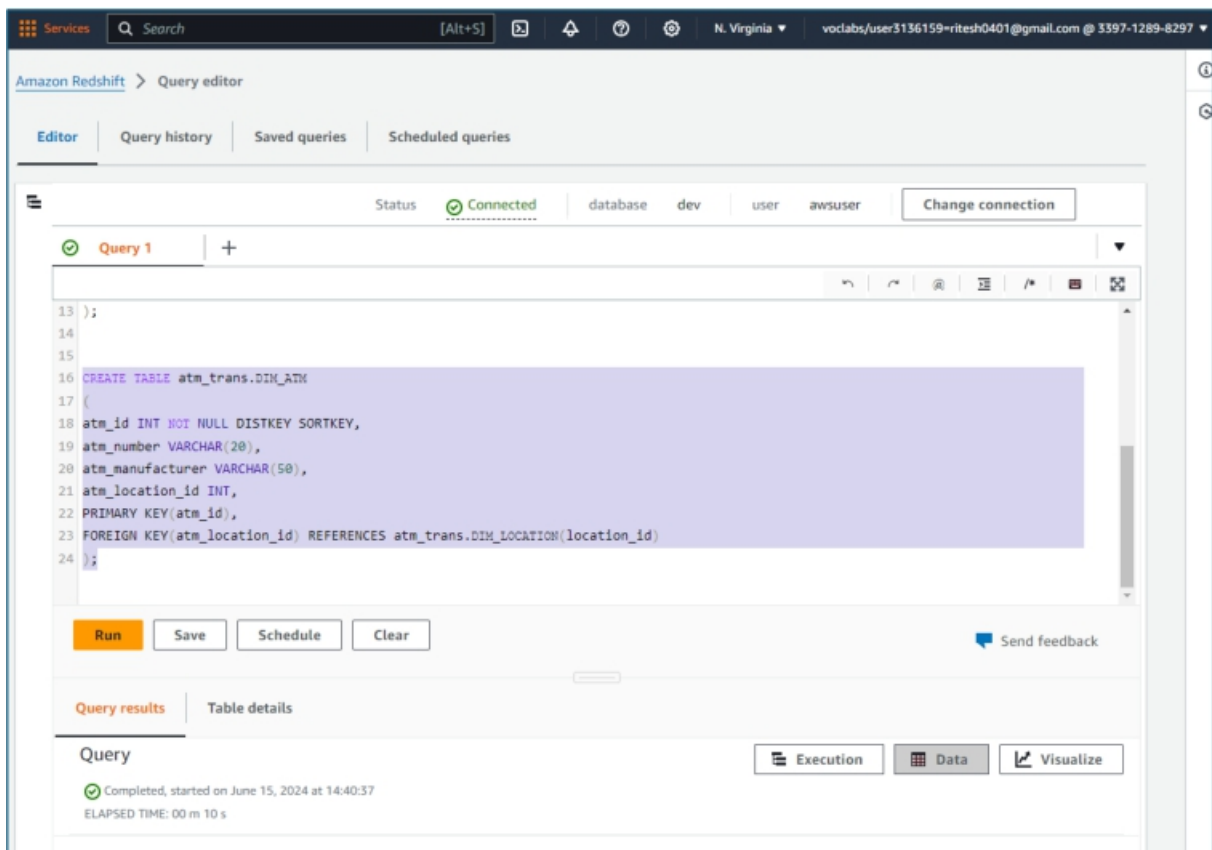 Services Search [Alt+S] N. Virginia ▼ voclabs/user3136159=ritesh0401@gmail.com @ 3397-1289-8297 ▼
Amazon Redshift > Query editor
Editor Query history Saved queries Scheduled queries
Status Connected database dev user awsuser Change connection
Query 1 +
13 );
14
15
16 CREATE TABLE atm_trans.DIM_ATM
17 (
18 atm_id INT NOT NULL DISTKEY SORTKEY,
19 atm_number VARCHAR(20),
20 atm_manufacturer VARCHAR(50),
21 atm_location_id INT,
22 PRIMARY KEY(atm_id),
23 FOREIGN KEY(atm_location_id) REFERENCES atm_trans.DIM_LOCATION(location_id)
24 );
Run Save Schedule Clear Send feedback
Query results Table details
Query Execution Data Visualize
Completed, started on June 15, 2024 at 14:40:37
ELAPSED TIME: 00 m 10 s